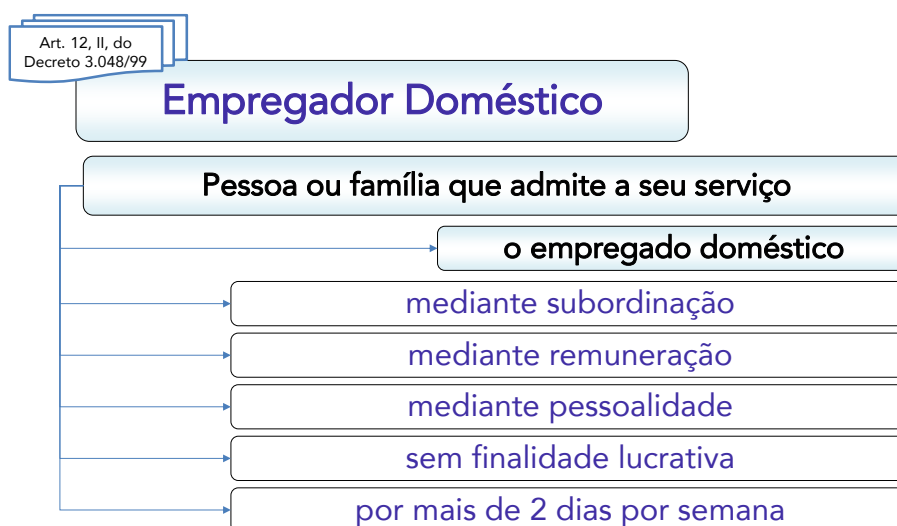 Art. 12, II, do
Decreto 3.048/99
Empregador Doméstico
Pessoa ou família que admite a seu serviço
o empregado doméstico
mediante subordinação
mediante remuneração
mediante pessoalidade
sem finalidade lucrativa
por mais de 2 dias por semana